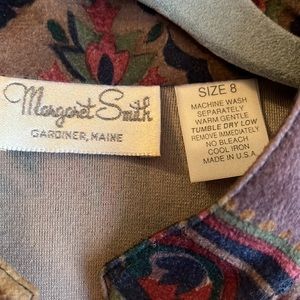 Margaret Smith
GARDINER, MAINE
SIZE 8
MACHINE WASH
SEPARATELY
WARM GENTLE
TUMBLE DRY LOW
REMOVE IMMEDIATELY
NO BLEACH
COOL IRON
MADE IN U.S.A.